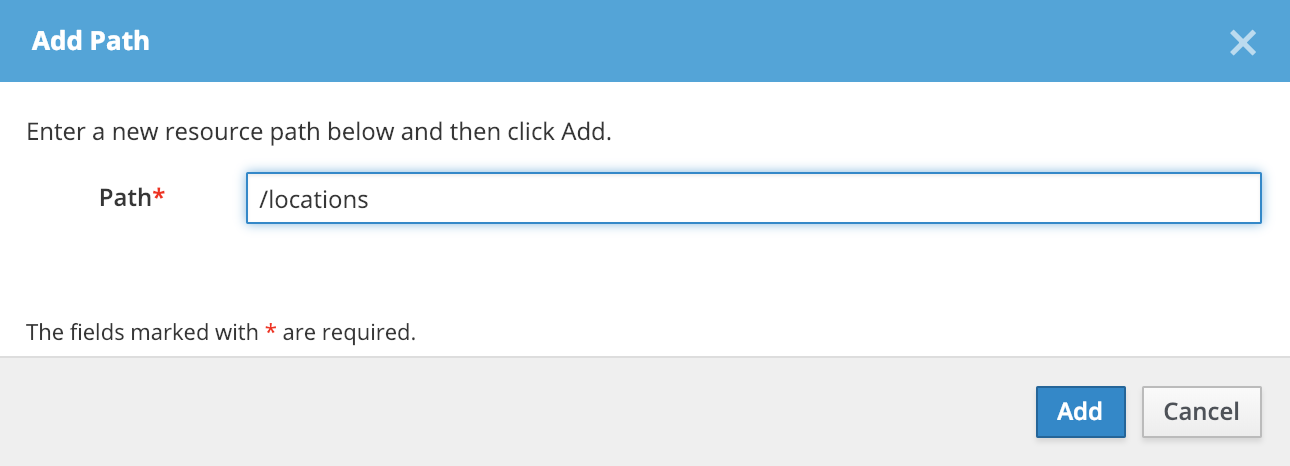 Add Path
Enter a new resource path below and then click Add.
Path* /locations
The fields marked with * are required.
Add Cancel